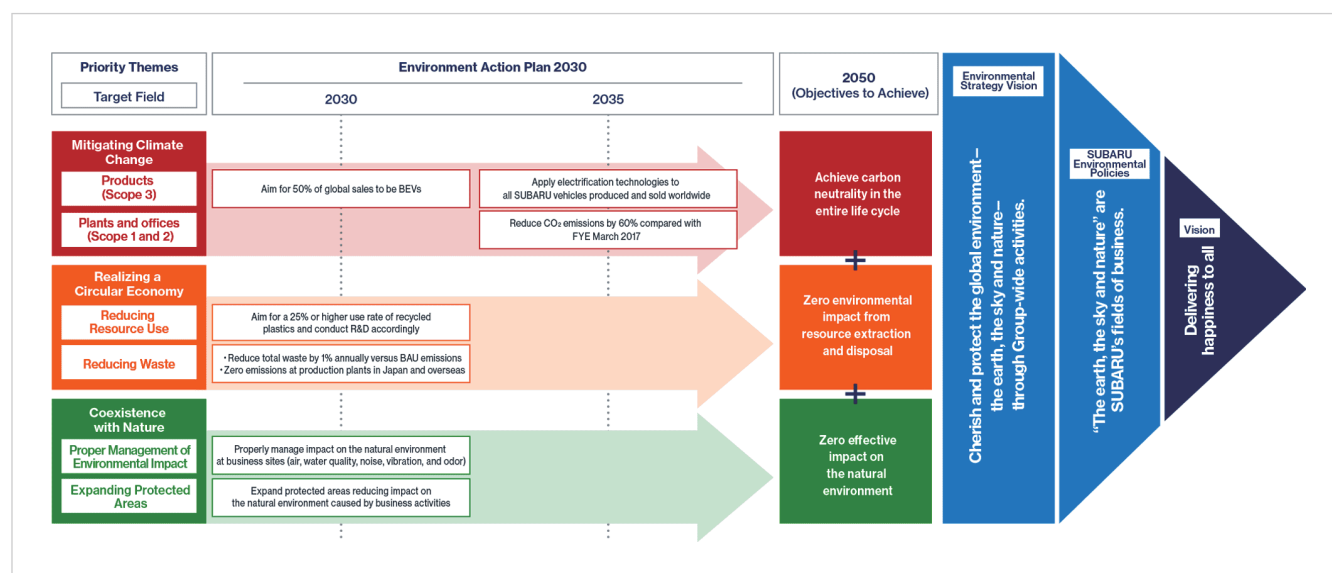 Priority Themes
Target Field
Environment Action Plan 2030
2030
2035
2050
(Objectives to Achieve)
Mitigating Climate
Change
Products
(Scope 3)
Plants and offices
(Scope 1 and 2)
Aim for 50% of global sales to be BEVs
Apply electrification technologies to
all SUBARU vehicles produced and sold worldwide
Reduce CO₂ emissions by 60% compared with
FYE March 2017
Achieve carbon
neutrality in the
entire life cycle
+
Realizing a
Circular Economy
Reducing
Resource Use
Reducing Waste
Aim for a 25% or higher use rate of recycled
plastics and conduct R&D accordingly
・Reduce total waste by 1% annually versus BAU emissions
・Zero emissions at production plants in Japan and overseas
Zero environmental
impact from
resource extraction
and disposal
+
Coexistence
with Nature
Proper Management of
Environmental Impact
Expanding Protected
Areas
Properly manage impact on the natural environment
at business sites (air, water quality, noise, vibration, and odor)
Expand protected areas reducing impact on
the natural environment caused by business activities
Zero effective
impact on
the natural
environment
Environmental
Strategy Vision
Cherish and protect the global environment—
the earth, the sky and nature—
through Group-wide activities.
SUBARU
Environmental
Policies
“The earth, the sky and nature” are
SUBARU’s fields of business.
Vision
Delivering
happiness to all